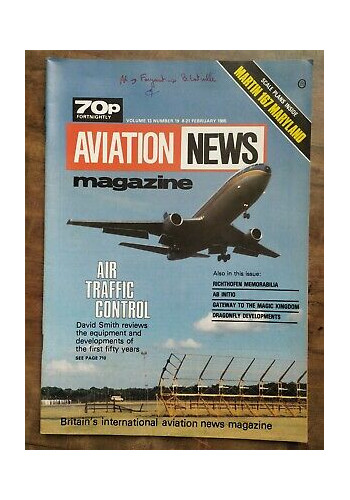 70p
FORTNIGHTLY
SCALE PLANS INSIDE
MARTIN 167 MARYLAND
VOLUME 13 NUMBER 19 8-21 FEBRUARY 1985
AVIATION NEWS
magazine
AIR
TRAFFIC
CONTROL
David Smith reviews
the equipment and
developments of
the first fifty years
SEE PAGE 718
Also in this issue:
RICHTHOFEN MEMORABILIA
AB INITIO
GATEWAY TO THE MAGIC KINGDOM
DRAGONFLY DEVELOPMENTS
Britain's international aviation news magazine